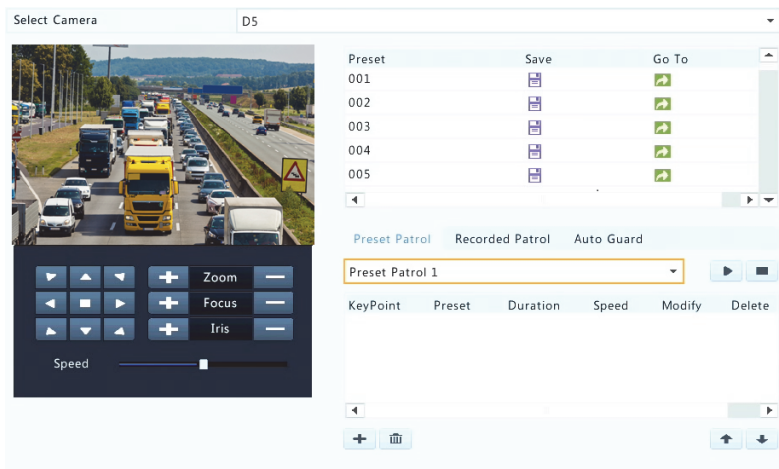 Select Camera D5
Preset Save Go To
001
002
003
004
005
Preset Patrol Recorded Patrol Auto Guard
Preset Patrol 1
KeyPoint Preset Duration Speed Modify Delete
Zoom
Focus
Iris
Speed